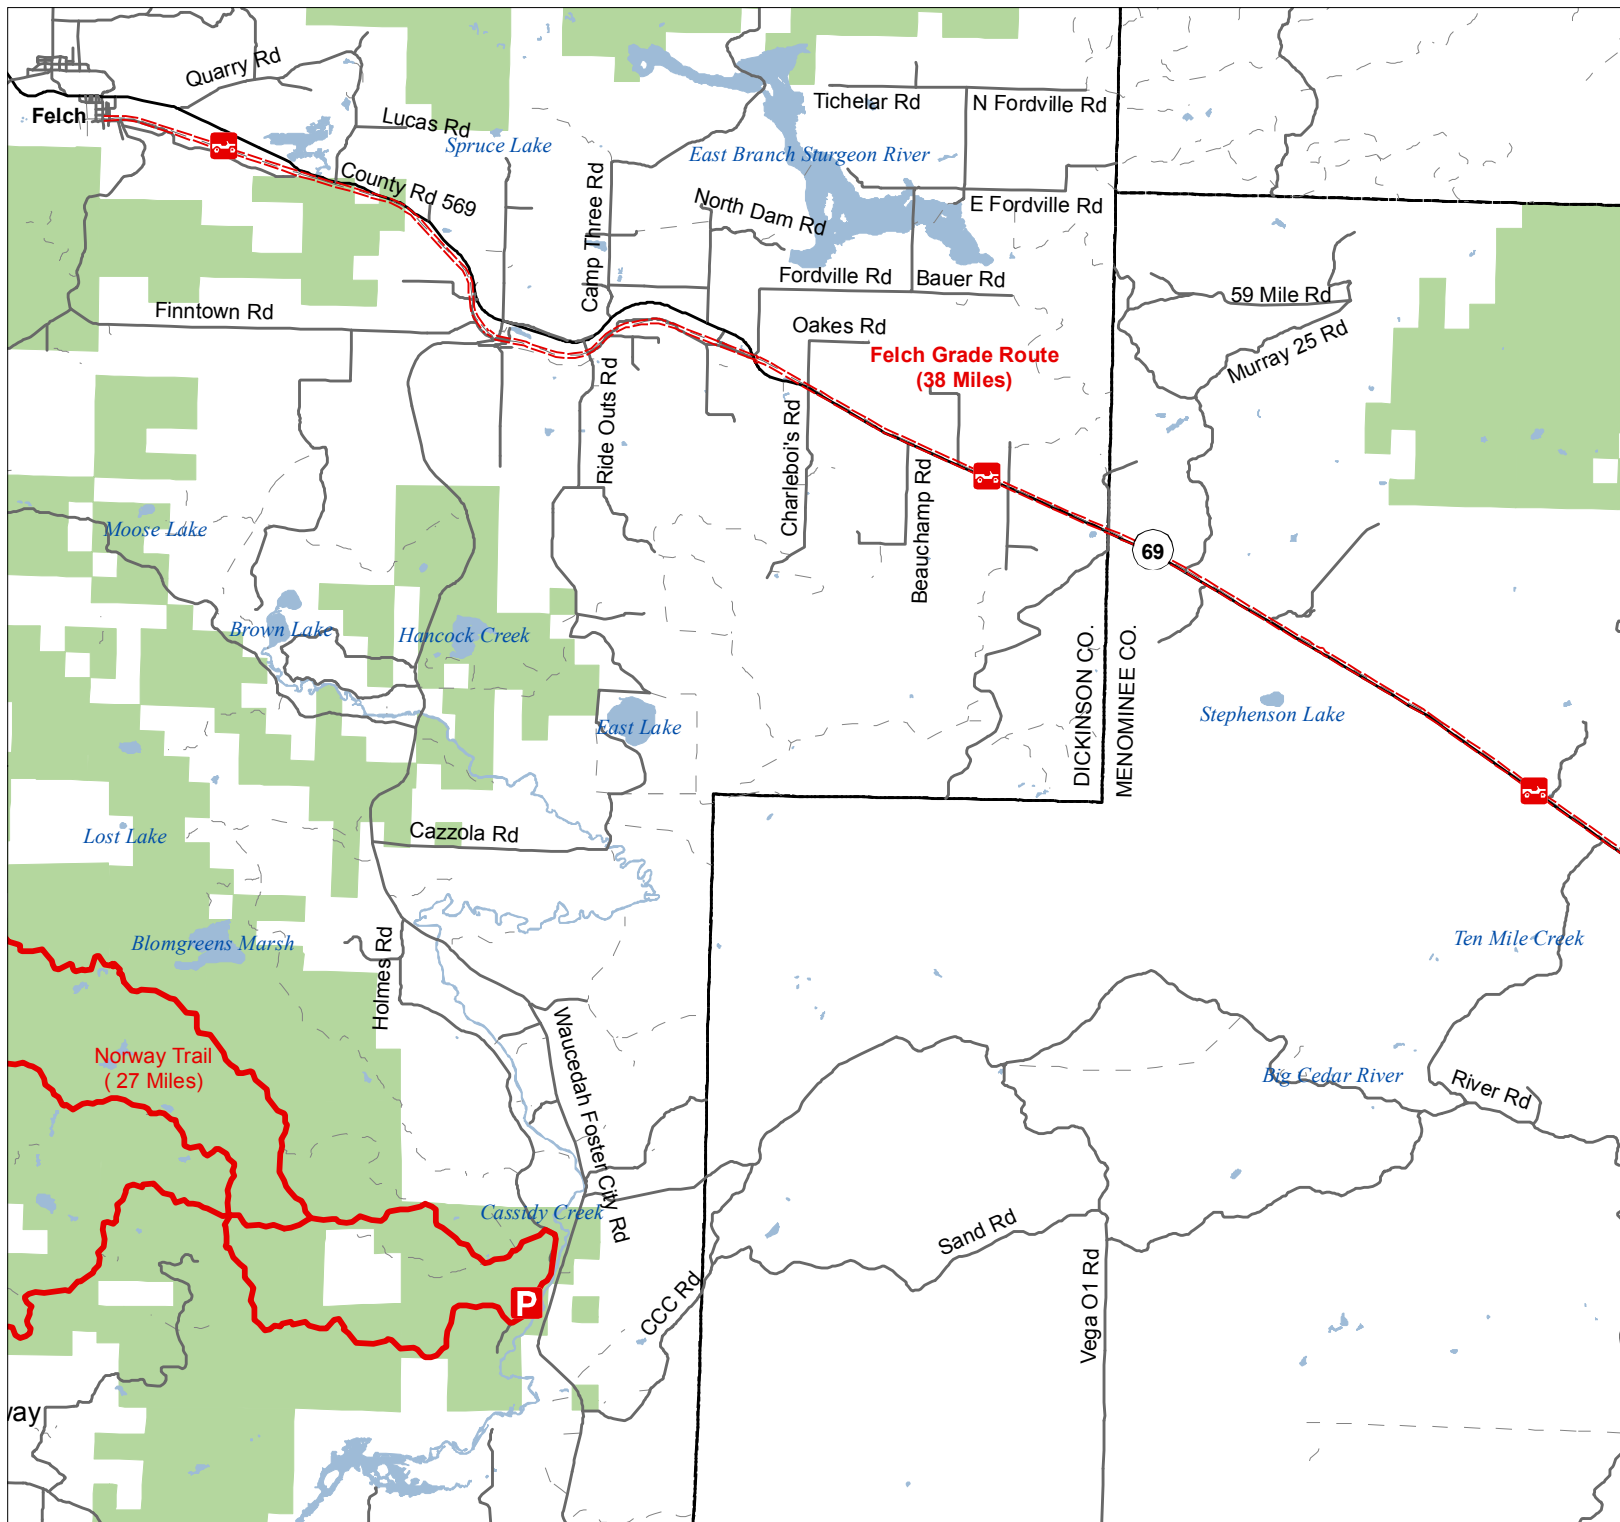 Quarry Rd
Felch
Lucas Rd
Spruce Lake
Tichelar Rd
N Fordville Rd
East Branch Sturgeon River
County Rd 569
Camp Three Rd
North Dam Rd
E Fordville Rd
Fordville Rd
Bauer Rd
59 Mile Rd
Finntown Rd
Oakes Rd
Murray 25 Rd
Felch Grade Route
(38 Miles)
Ride Outs Rd
Charleboi's Rd
Beauchamp Rd
Moose Lake
69
Brown Lake
Hancock Creek
DICKINSON CO.
MENOMINEE CO.
East Lake
Stephenson Lake
Lost Lake
Cazzola Rd
Blomgreens Marsh
Holmes Rd
Ten Mile Creek
Norway Trail
( 27 Miles)
Waucedah Foster City Rd
Big Cedar River
River Rd
Cassidy Creek
Sand Rd
CCC Rd
Vega O1 Rd
P
way